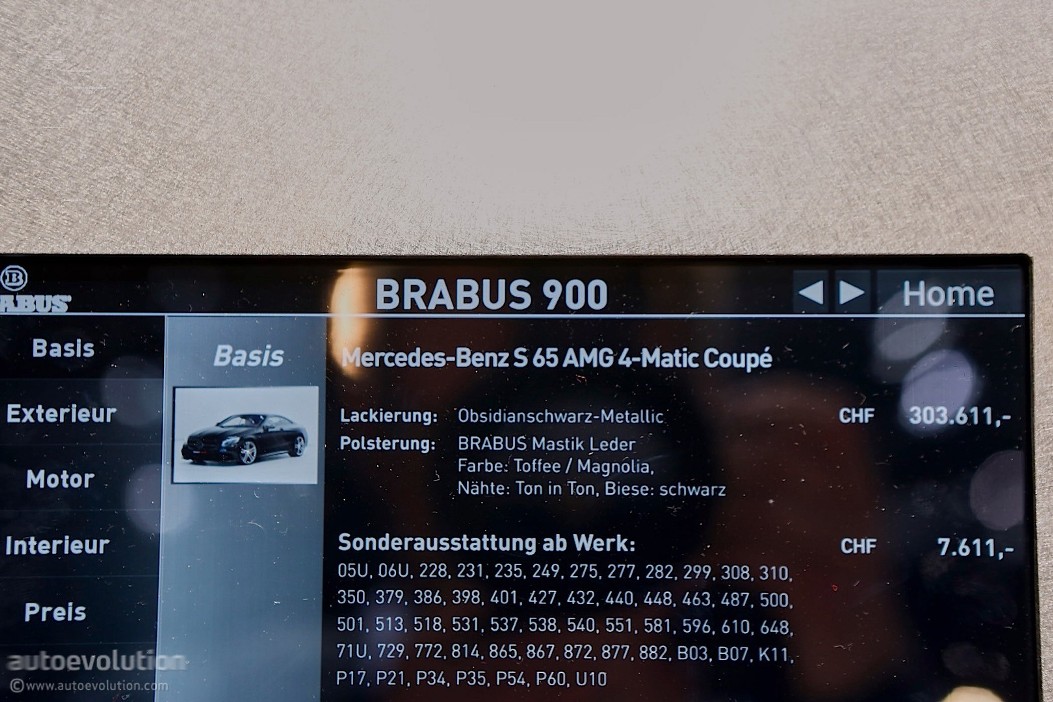 BRABUS 900
Home
Basis
Exterieur
Motor
Interieur
Preis
Basis
Mercedes-Benz S 65 AMG 4-Matic Coupé
Lackierung: Obsidianschwarz-Metallic CHF 303.611,-
Polsterung: BRABUS Mastik Leder
Farbe: Toffee / Magnolia,
Nähte: Ton in Ton, Biese: schwarz
Sonderausstattung ab Werk: CHF 7.611,-
05U, 06U, 228, 231, 235, 249, 275, 277, 282, 299, 308, 310,
350, 379, 386, 398, 401, 427, 432, 440, 448, 463, 487, 500,
501, 513, 518, 531, 537, 538, 540, 551, 581, 596, 610, 648,
71U, 729, 772, 814, 865, 867, 872, 877, 882, B03, B07, K11,
P17, P21, P34, P35, P54, P60, U10
autoevolution
©www.autoevolution.com